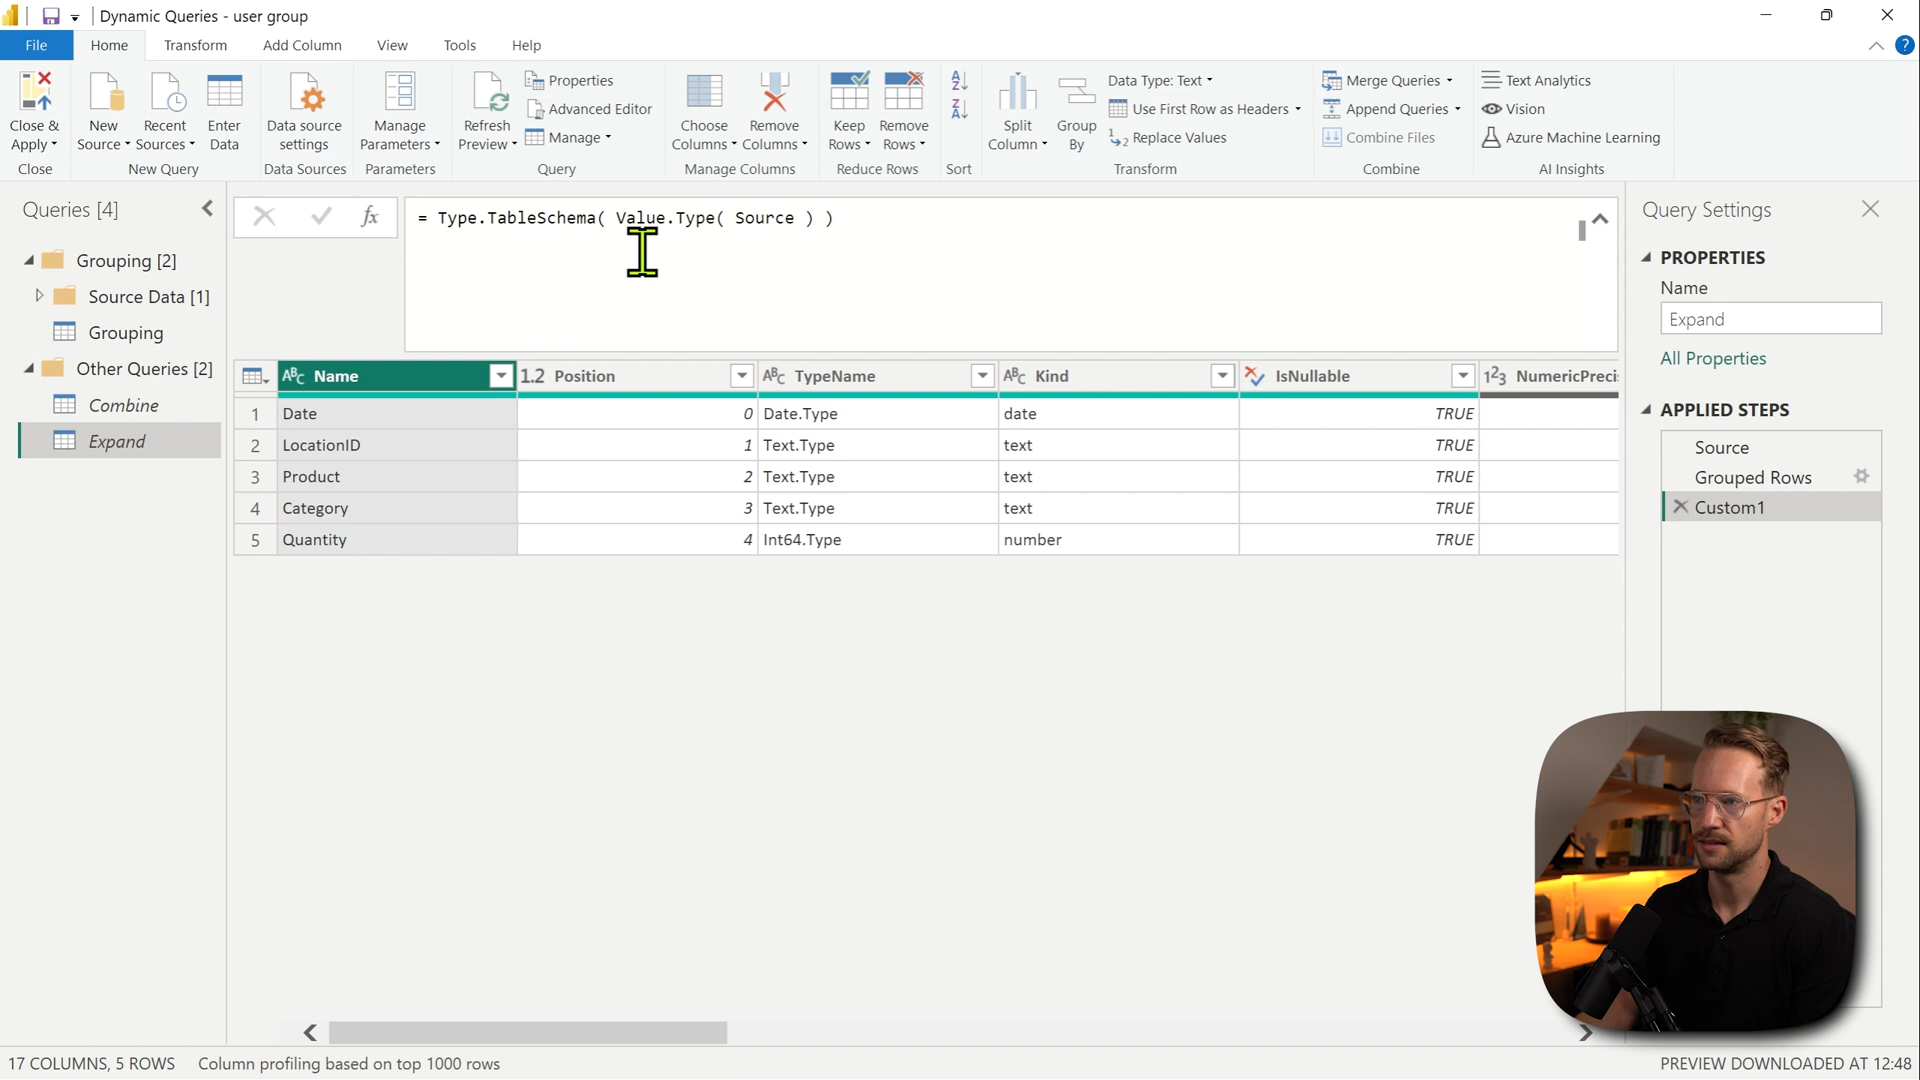 Dynamic Queries - user group
File Home Transform Add Column View Tools Help
Close &
Apply
New
Source
Recent
Sources
Enter
Data
Data source
settings
Manage
Parameters
Refresh
Preview
Properties
Advanced Editor
Manage
Choose
Columns
Remove
Columns
Keep
Rows
Remove
Rows
Split
Column
Group
By
Data Type: Text
Use First Row as Headers
Replace Values
Merge Queries
Append Queries
Combine Files
Text Analytics
Vision
Azure Machine Learning
Close New Query Data Sources Parameters Query Manage Columns Reduce Rows Sort Transform Combine AI Insights
Queries [4]
Grouping [2]
Source Data [1]
Grouping
Other Queries [2]
Combine
Expand
fx
= Type.TableSchema( Value.Type( Source ) )
ABC Name 1.2 Position ABC TypeName ABC Kind IsNullable 123 NumericPrecis
1 Date 0 Date.Type date TRUE
2 LocationID 1 Text.Type text TRUE
3 Product 2 Text.Type text TRUE
4 Category 3 Text.Type text TRUE
5 Quantity 4 Int64.Type number TRUE
Query Settings
PROPERTIES
Name
Expand
All Properties
APPLIED STEPS
Source
Grouped Rows
Custom1
17 COLUMNS, 5 ROWS Column profiling based on top 1000 rows
PREVIEW DOWNLOADED AT 12:48